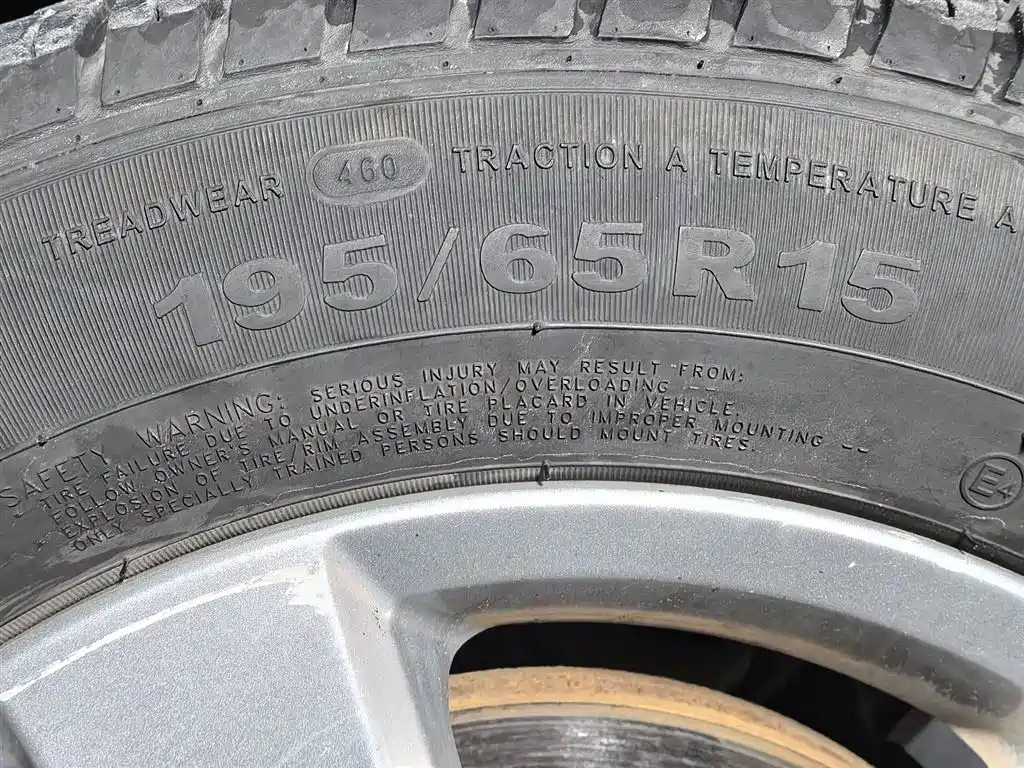 TREADWEAR 460 TRACTION A TEMPERATURE A
195/65R15
SAFETY WARNING: SERIOUS INJURY MAY RESULT FROM:
TIRE FAILURE DUE TO UNDERINFLATION/OVERLOADING --
FOLLOW OWNER'S MANUAL OR TIRE PLACARD IN VEHICLE.
EXPLOSION OF TIRE/RIM ASSEMBLY DUE TO IMPROPER MOUNTING --
ONLY SPECIALLY TRAINED PERSONS SHOULD MOUNT TIRES.
E4